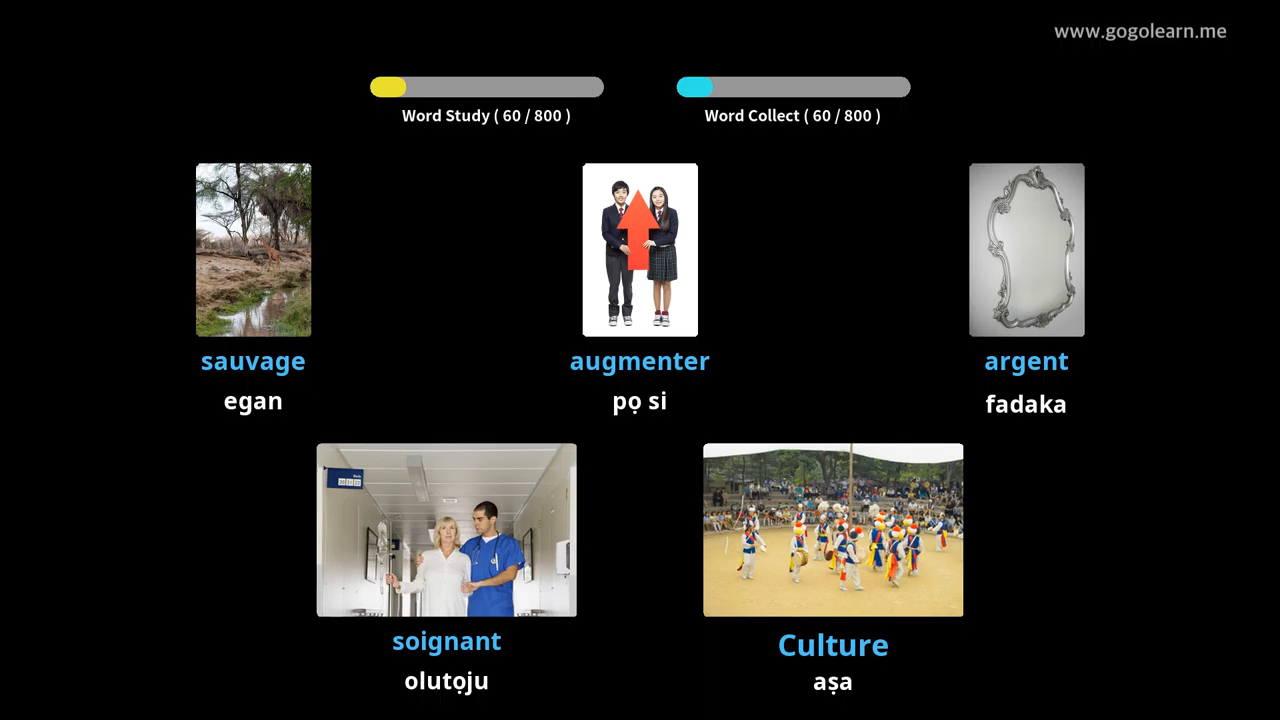 www.gogolearn.me
Word Study ( 60 / 800 )
Word Collect ( 60 / 800 )
sauvage
egan
augmenter
pọ si
argent
fadaka
soignant
olutọju
Culture
aṣa